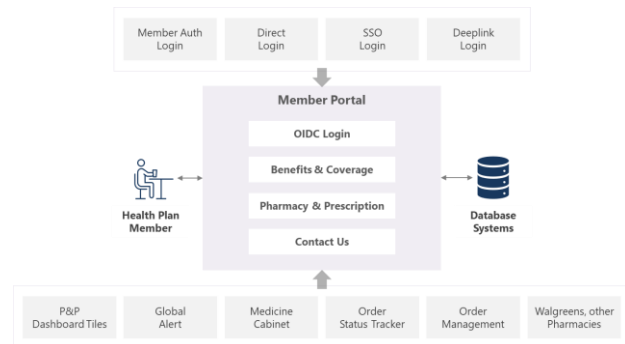 Member Auth
Login
Direct
Login
SSO
Login
Deeplink
Login
Member Portal
OIDC Login
Benefits & Coverage
Pharmacy & Prescription
Contact Us
Health Plan
Member
Database
Systems
P&P
Dashboard Tiles
Global
Alert
Medicine
Cabinet
Order
Status Tracker
Order
Management
Walgreens, other
Pharmacies